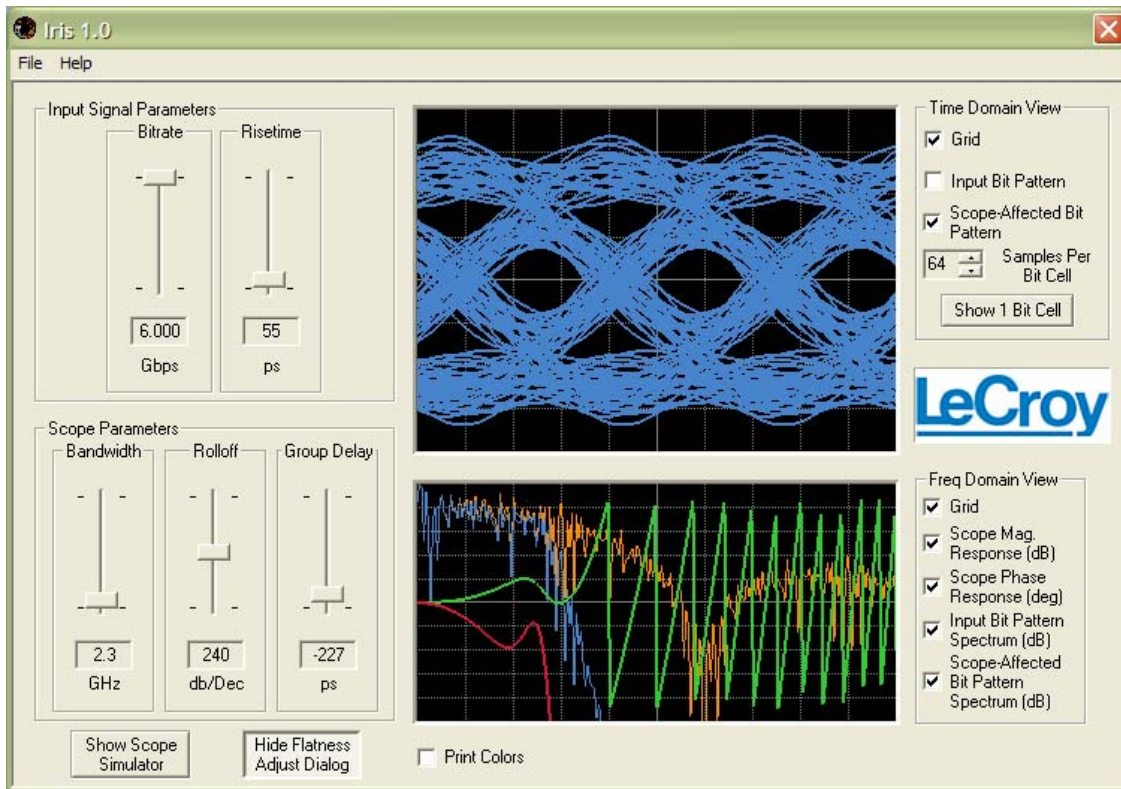 Iris 1.0
File Help
Input Signal Parameters
Bitrate
6.000
Gbps
Risetime
55
ps
Scope Parameters
Bandwidth
2.3
GHz
Rolloff
240
db/Dec
Group Delay
-227
ps
Show Scope
Simulator
Hide Flatness
Adjust Dialog
Print Colors
Time Domain View
Grid
Input Bit Pattern
Scope-Affected Bit
Pattern
64
Samples Per
Bit Cell
Show 1 Bit Cell
LeCroy
Freq Domain View
Grid
Scope Mag.
Response (dB)
Scope Phase
Response (deg)
Input Bit Pattern
Spectrum (dB)
Scope-Affected
Bit Pattern
Spectrum (dB)